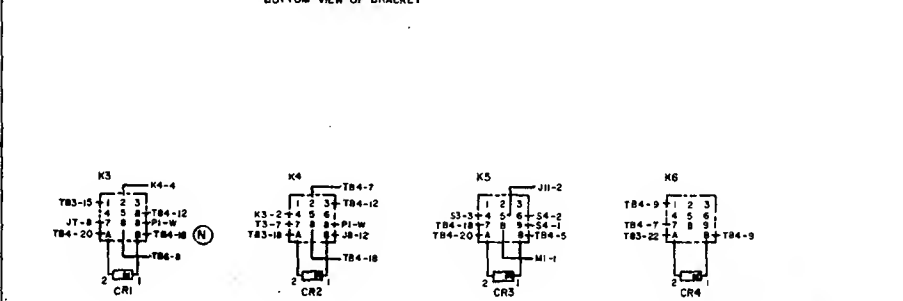 BOTTOM VIEW OF BRACKET
K3
K4-4
TB3-15 1 2 3
4 5 TB4-12
JT-8 7 8 P1-W
TB4-20 A B TB4-18 N
TB6-8
2 1
CR1
K4
TB4-7
1 2 3 TB4-12
K3-2 4 5 6
T3-7 7 8 P1-W
TB3-18 A B J8-12
TB4-18
2 1
CR2
K5
J11-2
1 2 3
S3-3 4 5 6 S4-2
TB4-18 7 8 9 S4-1
TB4-20 A B TB4-5
M1-1
2 1
CR3
K6
TB4-9 1 2 3
4 5 6
TB4-7 7 8 9
TB3-22 A B TB4-9
2 1
CR4